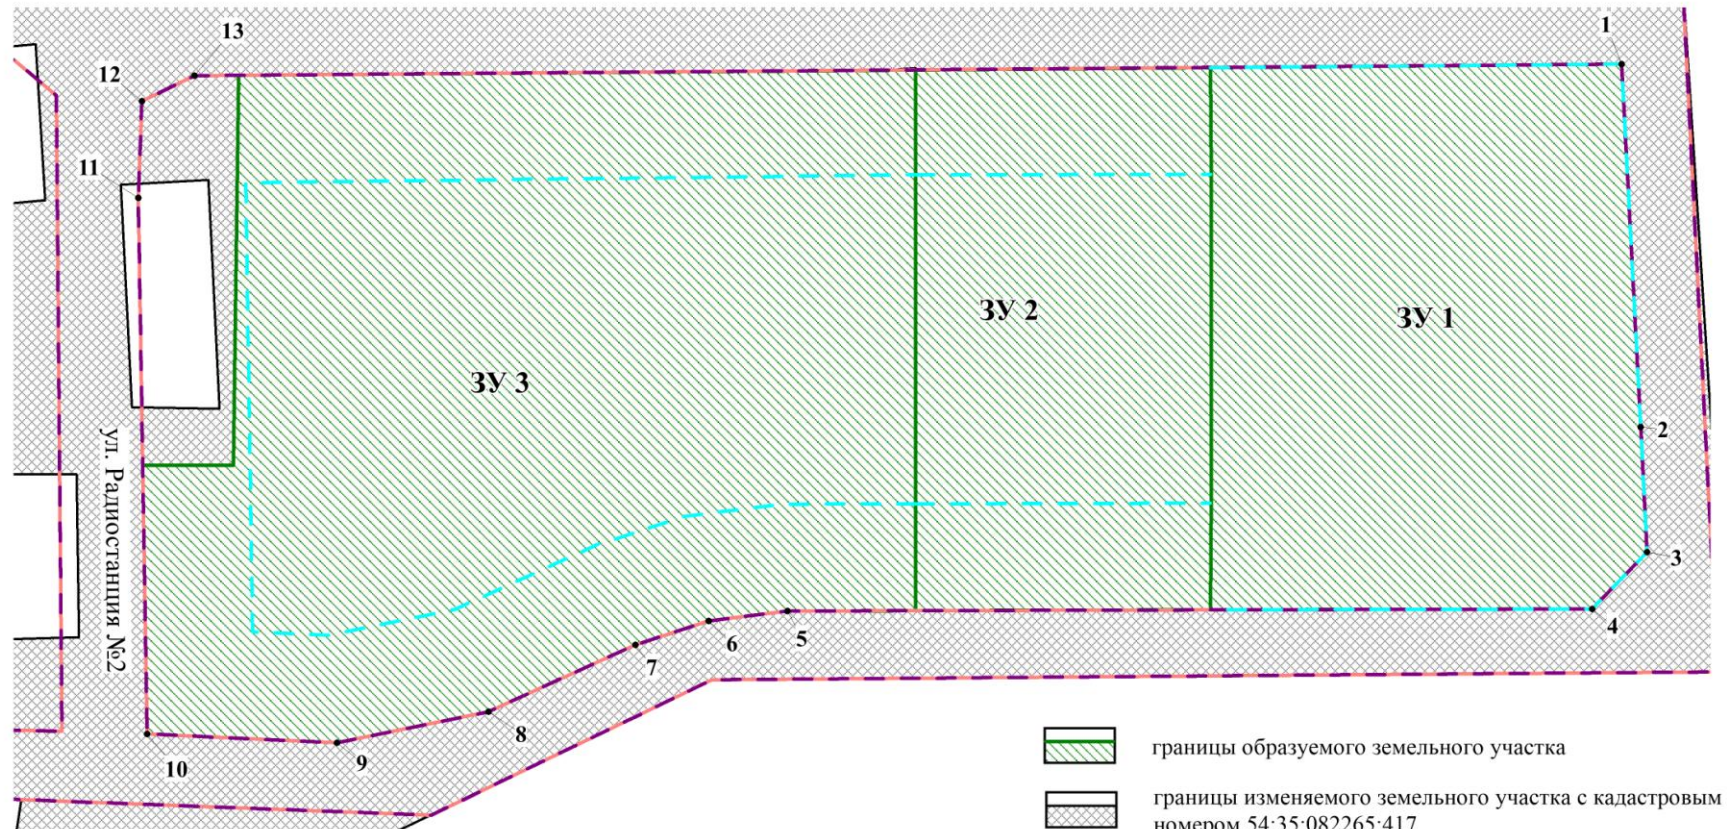 13
1
12
11
ЗУ 2
ЗУ 1
ЗУ 3
2
ул. Радиостанция №2
3
4
5
6
7
8
9
10
границы образуемого земельного участка
границы изменяемого земельного участка с кадастровым
номером 54:35:082265:417